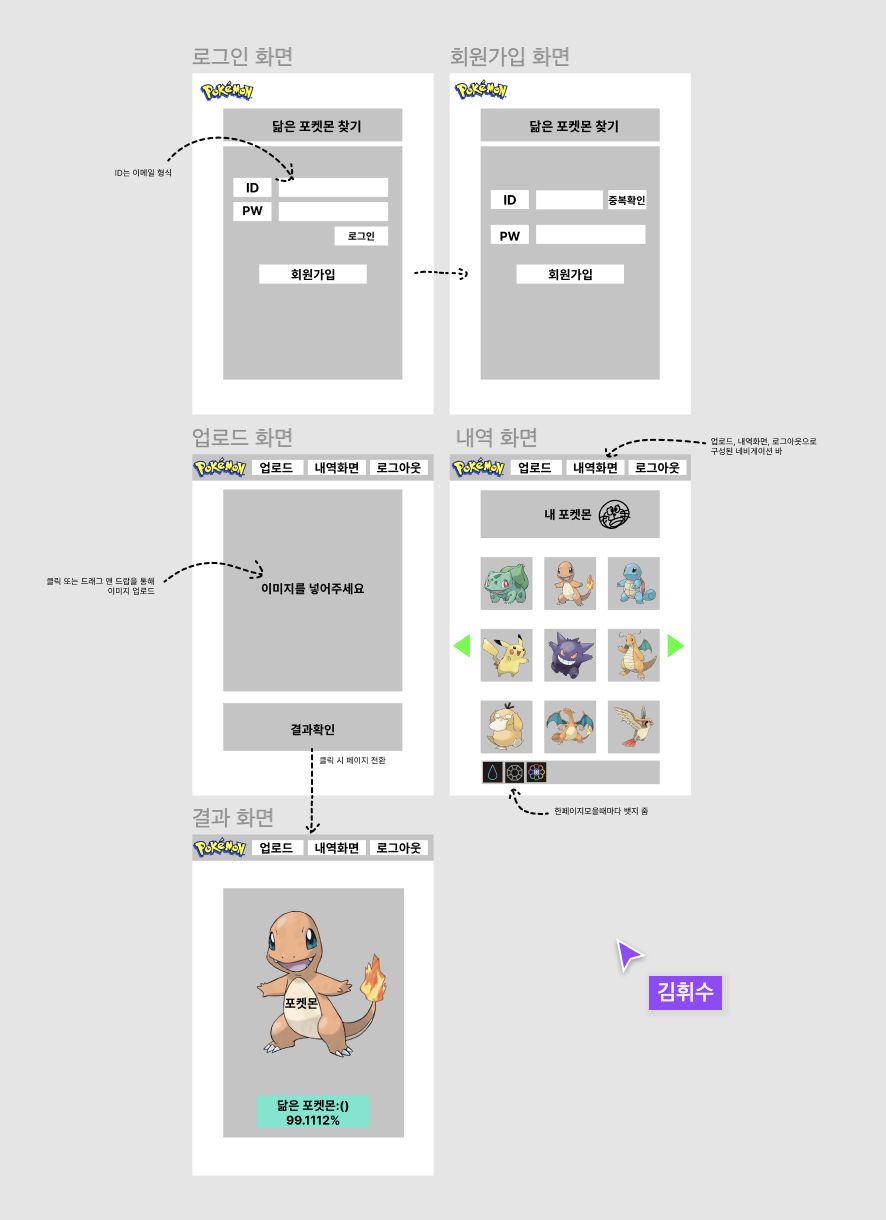 로그인 화면
Pokémon
닮은 포켓몬 찾기
ID는 이메일 형식
ID
PW
로그인
회원가입
회원가입 화면
Pokémon
닮은 포켓몬 찾기
ID
중복확인
PW
회원가입
업로드 화면
Pokémon
업로드
내역화면
로그아웃
클릭 또는 드래그 앤 드랍을 통해
이미지 업로드
이미지를 넣어주세요
결과확인
클릭 시 페이지 전환
내역 화면
Pokémon
업로드
내역화면
로그아웃
업로드, 내역화면, 로그아웃으로
구성된 네비게이션 바
내 포켓몬
한페이지모을때마다 뱃지 줌
결과 화면
Pokémon
업로드
내역화면
로그아웃
포켓몬
닮은 포켓몬:()
99.1112%
김휘수